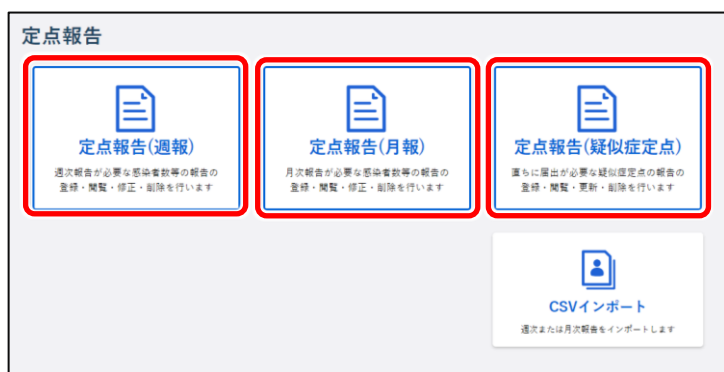 定点報告
定点報告(週報)
週次報告が必要な感染者数等の報告の
登録・閲覧・修正・削除を行います
定点報告(月報)
月次報告が必要な感染者数等の報告の
登録・閲覧・修正・削除を行います
定点報告(疑似症定点)
直ちに届出が必要な疑似症定点の報告の
登録・閲覧・更新・削除を行います
CSVインポート
週次または月次報告をインポートします